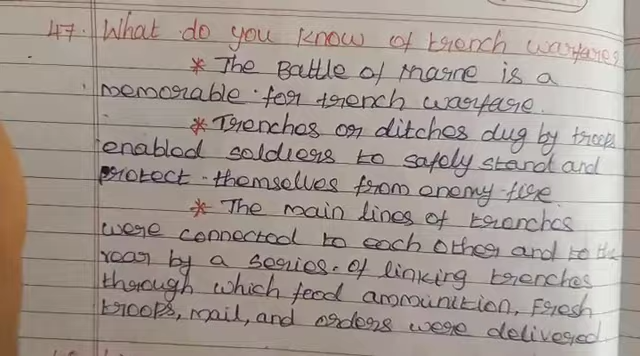 47. What do you know of trench warfare?
* The Battle of Marne is a
memorable for trench warfare.
* Trenches or ditches dug by troops
enabled soldiers to safely stand and
protect themselves from enemy fire
* The main lines of trenches
were connected to each other and to the
rear by a series of linking trenches
through which food ammunition, fresh
troops, mail, and orders were delivered